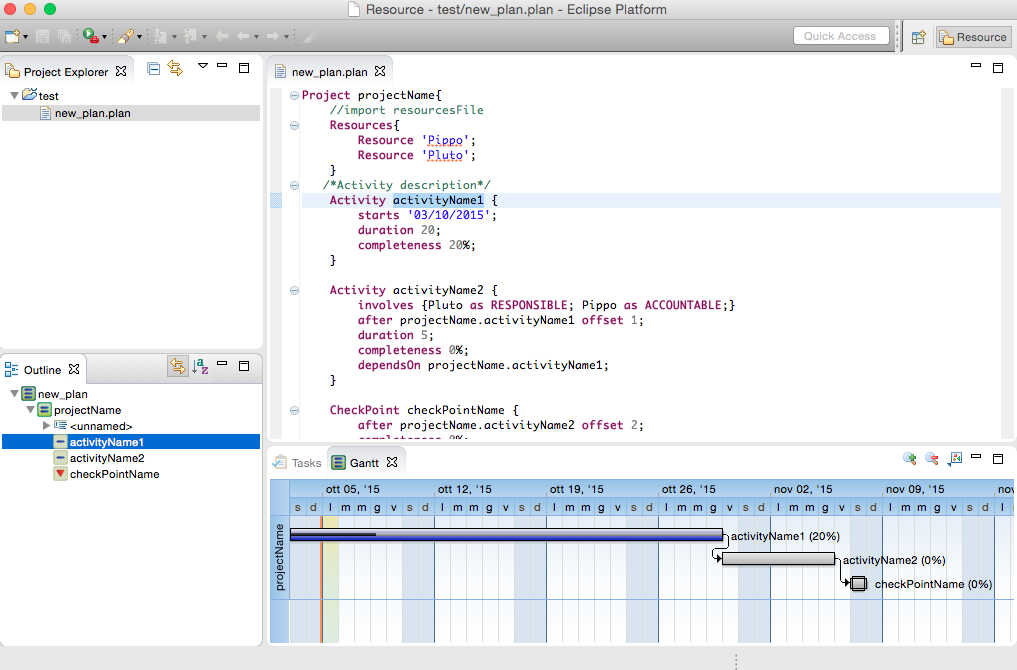 Resource - test/new_plan.plan - Eclipse Platform
Quick Access
Resource
Project Explorer
test
new_plan.plan
new_plan.plan
Project projectName{
//import resourcesFile
Resources{
Resource 'Pippo';
Resource 'Pluto';
}
/*Activity description*/
Activity activityName1 {
starts '03/10/2015';
duration 20;
completeness 20%;
}
Activity activityName2 {
involves {Pluto as RESPONSIBLE; Pippo as ACCOUNTABLE;}
after projectName.activityName1 offset 1;
duration 5;
completeness 0%;
dependsOn projectName.activityName1;
}
CheckPoint checkPointName {
after projectName.activityName2 offset 2;
completeness 0%;
Outline
new_plan
projectName
<unnamed>
activityName1
activityName2
checkPointName
Tasks
Gantt
ott 05, '15 ott 12, '15 ott 19, '15 ott 26, '15 nov 02, '15 nov 09, '15 nov
s d l m m g v s d l m m g v s d l m m g v s d l m m g v s d l m m g v s d l m m g v s d l
projectName
activityName1 (20%)
activityName2 (0%)
checkPointName (0%)